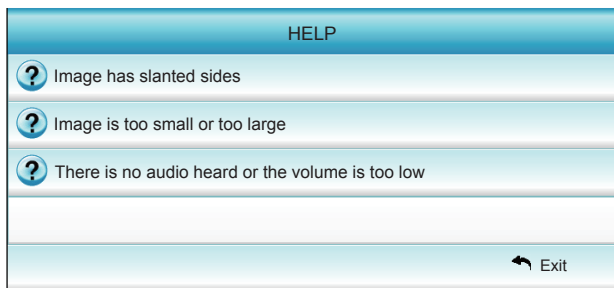 HELP
Image has slanted sides
Image is too small or too large
There is no audio heard or the volume is too low
Exit